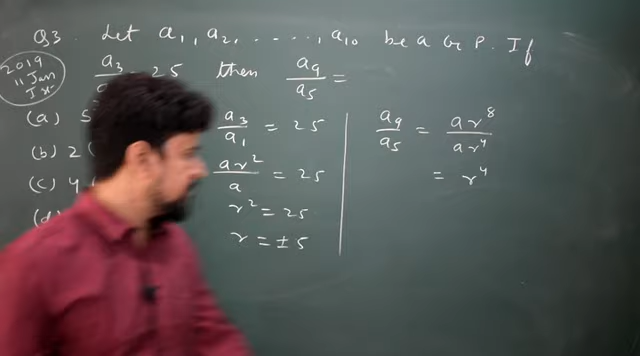 Q3. Let a₁, a₂, ....., a₁₀ be a G.P. If
2019
11 Jan
a₃/a = 25 then a₉/a₅ =
(a) 5
(b) 2(
(c) 4
(d)
a₃/a₁ = 25
ar²/a = 25
r² = 25
r = ±5
a₉/a₅ = ar⁸/ar⁴
= r⁴